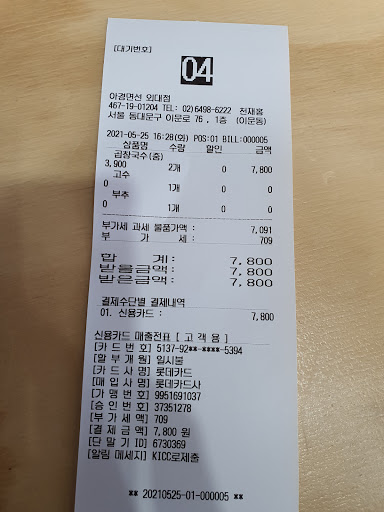 [대기번호]
04
아경면선 외대점
467-19-01204 TEL: 02)6498-6222 천재홀
서울 동대문구 이문로 76 , 1층 (이문동)
2021-05-25 16:28(화) POS:01 BILL:000005
상품명 수량 할인 금액
곱창국수(중)
3,900 2개 0 7,800
고수
0 1개 0 0
부추
0 1개 0 0
부가세 과세 물품가액 : 7,091
부 가 세 : 709
합 계: 7,800
받을금액: 7,800
받은금액: 7,800
결제수단별 결제내역
01. 신용카드 : 7,800
신용카드 매출전표 [ 고객용 ]
[카 드 번 호] 5137-92**-****-5394
[할 부 개 월] 일시불
[카 드 사 명] 롯데카드
[매 입 사 명] 롯데카드사
[가 맹 번 호] 9951691037
[승 인 번 호] 37351278
[부 가 세 액] 709
[결 제 금 액] 7,800 원
[단 말 기 ID] 6730369
[알림 메세지] KICC로제출
** 20210525-01-000005 **